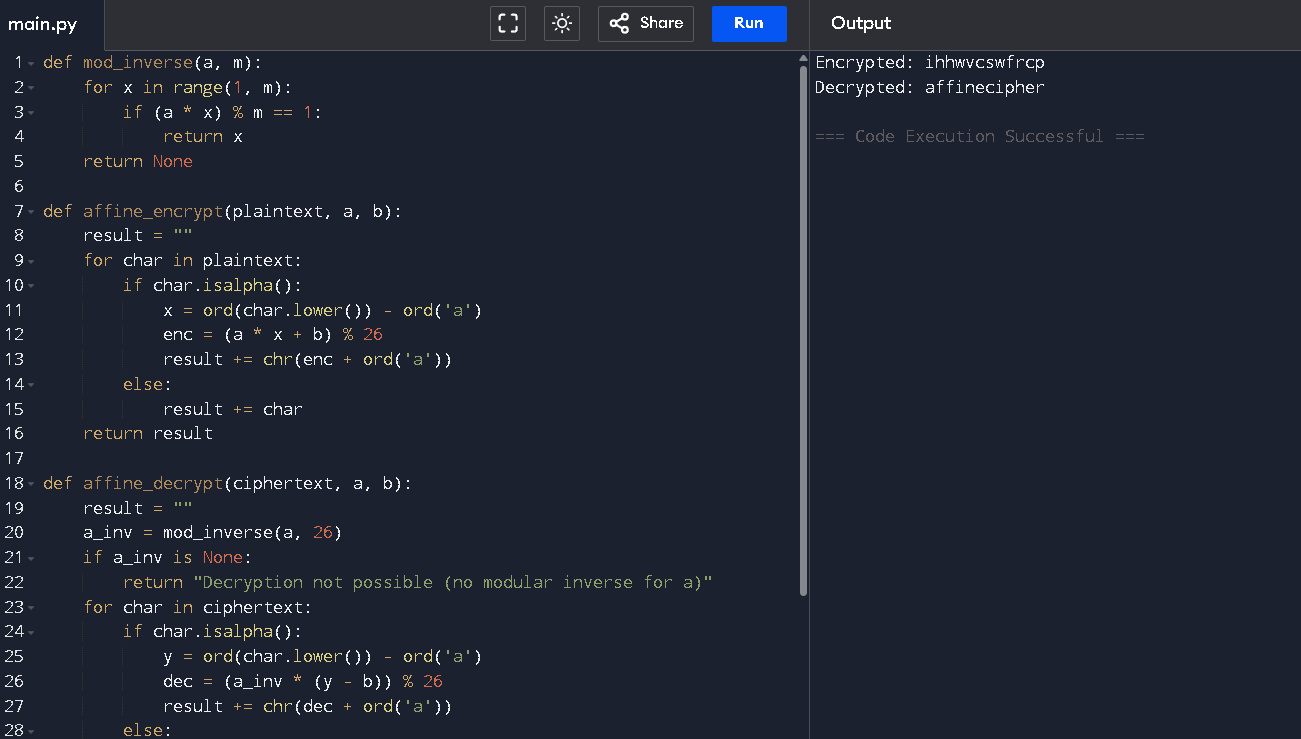 main.py
Share
Run
Output
1 def mod_inverse(a, m):
2     for x in range(1, m):
3         if (a * x) % m == 1:
4             return x
5     return None
6
7 def affine_encrypt(plaintext, a, b):
8     result = ""
9     for char in plaintext:
10         if char.isalpha():
11             x = ord(char.lower()) - ord('a')
12             enc = (a * x + b) % 26
13             result += chr(enc + ord('a'))
14         else:
15             result += char
16     return result
17
18 def affine_decrypt(ciphertext, a, b):
19     result = ""
20     a_inv = mod_inverse(a, 26)
21     if a_inv is None:
22         return "Decryption not possible (no modular inverse for a)"
23     for char in ciphertext:
24         if char.isalpha():
25             y = ord(char.lower()) - ord('a')
26             dec = (a_inv * (y - b)) % 26
27             result += chr(dec + ord('a'))
28         else:
Encrypted: ihhwvcswfrcp
Decrypted: affinecipher
=== Code Execution Successful ===